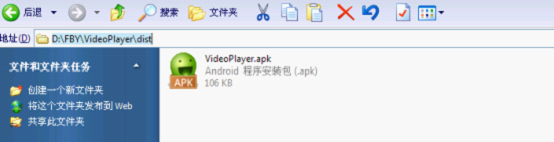 后退 搜索 文件夹
地址(D) D:\FBY\VideoPlayer\dist
文件和文件夹任务
创建一个新文件夹
将这个文件夹发布到 Web
共享此文件夹
VideoPlayer.apk
Android 程序安装包 (.apk)
106 KB
APK